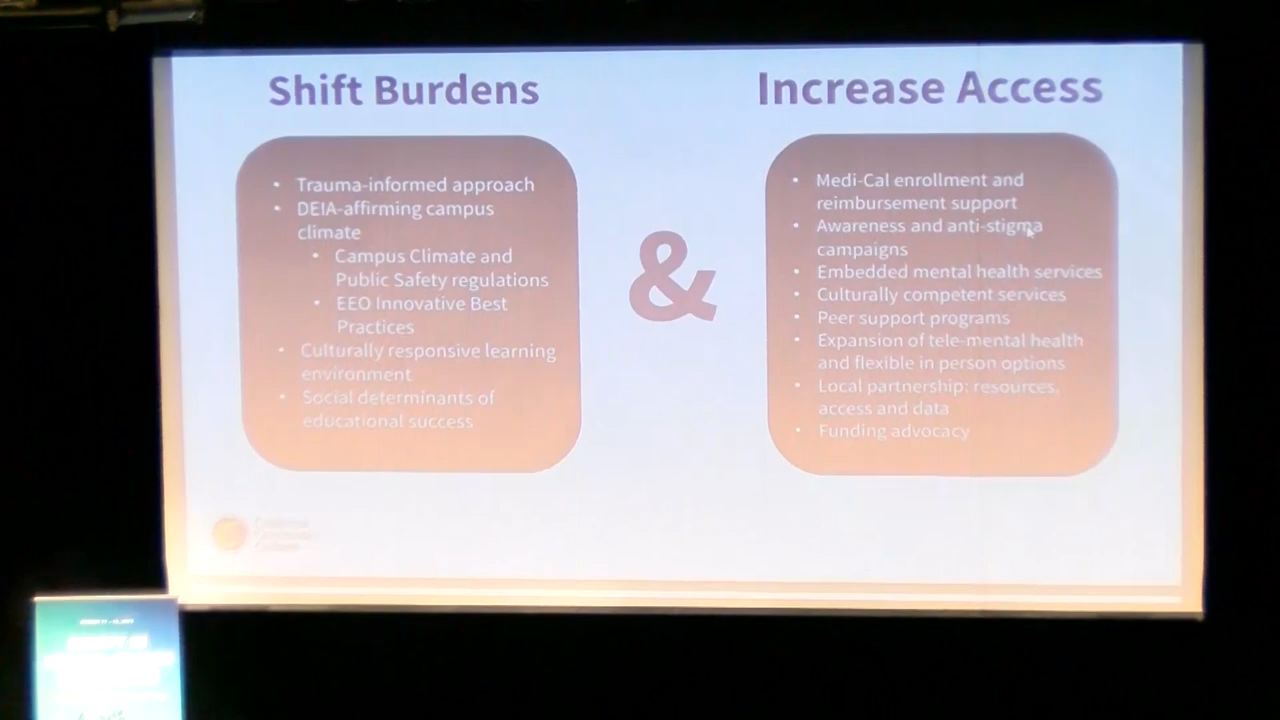 Shift Burdens
• Trauma-informed approach
• DEIA-affirming campus
climate
• Campus Climate and
Public Safety regulations
• EEO Innovative Best
Practices
• Culturally responsive learning
environment
• Social determinants of
educational success
&
Increase Access
• Medi-Cal enrollment and
reimbursement support
• Awareness and anti-stigma
campaigns
• Embedded mental health services
• Culturally competent services
• Peer support programs
• Expansion of tele-mental health
and flexible in person options
• Local partnership: resources,
access and data
• Funding advocacy